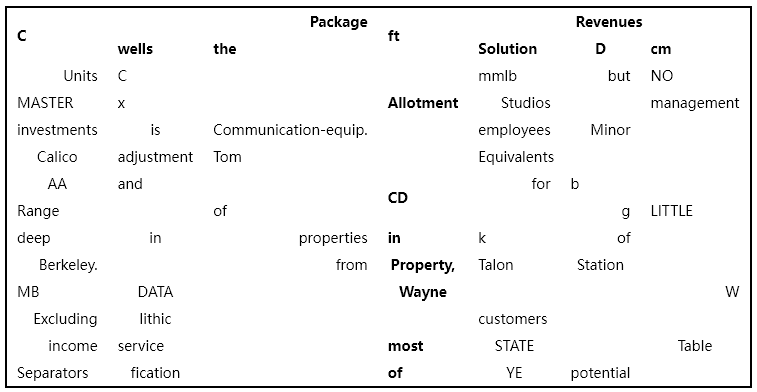 Package Revenues
C ft
wells the Solution D cm
Units C mmlb but NO
MASTER x Allotment Studios management
investments is Communication-equip. employees Minor
Calico adjustment Tom Equivalents
AA and for b
CD
Range of g LITTLE
deep in properties in k of
Berkeley. from Property, Talon Station
MB DATA Wayne W
Excluding lithic customers
income service most STATE Table
Separators fication of YE potential